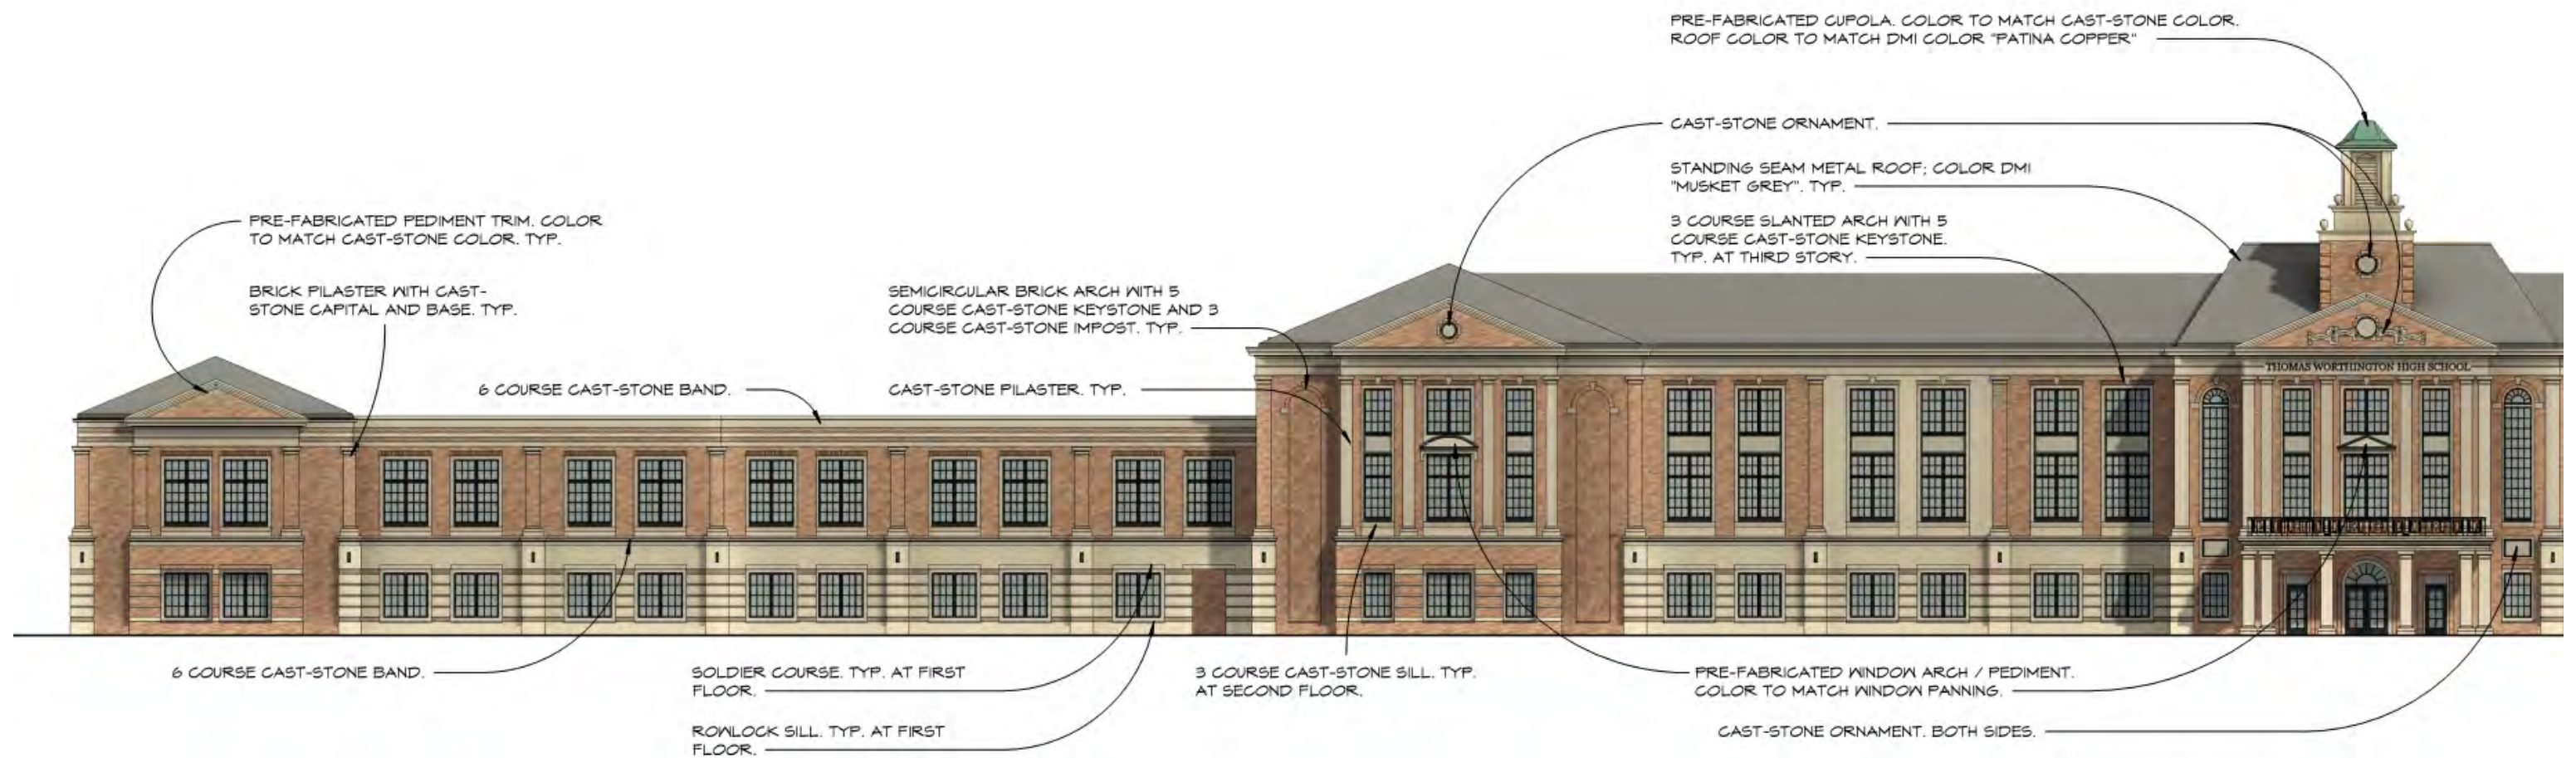 PRE-FABRICATED CUPOLA. COLOR TO MATCH CAST-STONE COLOR.
ROOF COLOR TO MATCH DMI COLOR "PATINA COPPER"
CAST-STONE ORNAMENT.
STANDING SEAM METAL ROOF; COLOR DMI
"MUSKET GREY". TYP.
3 COURSE SLANTED ARCH WITH 5
COURSE CAST-STONE KEYSTONE.
TYP. AT THIRD STORY.
PRE-FABRICATED PEDIMENT TRIM. COLOR
TO MATCH CAST-STONE COLOR. TYP.
BRICK PILASTER WITH CAST-
STONE CAPITAL AND BASE. TYP.
SEMICIRCULAR BRICK ARCH WITH 5
COURSE CAST-STONE KEYSTONE AND 3
COURSE CAST-STONE IMPOST. TYP.
6 COURSE CAST-STONE BAND.
CAST-STONE PILASTER. TYP.
THOMAS WORTHINGTON HIGH SCHOOL
6 COURSE CAST-STONE BAND.
SOLDIER COURSE. TYP. AT FIRST
FLOOR.
ROWLOCK SILL. TYP. AT FIRST
FLOOR.
3 COURSE CAST-STONE SILL. TYP.
AT SECOND FLOOR.
PRE-FABRICATED WINDOW ARCH / PEDIMENT.
COLOR TO MATCH WINDOW PANNING.
CAST-STONE ORNAMENT. BOTH SIDES.